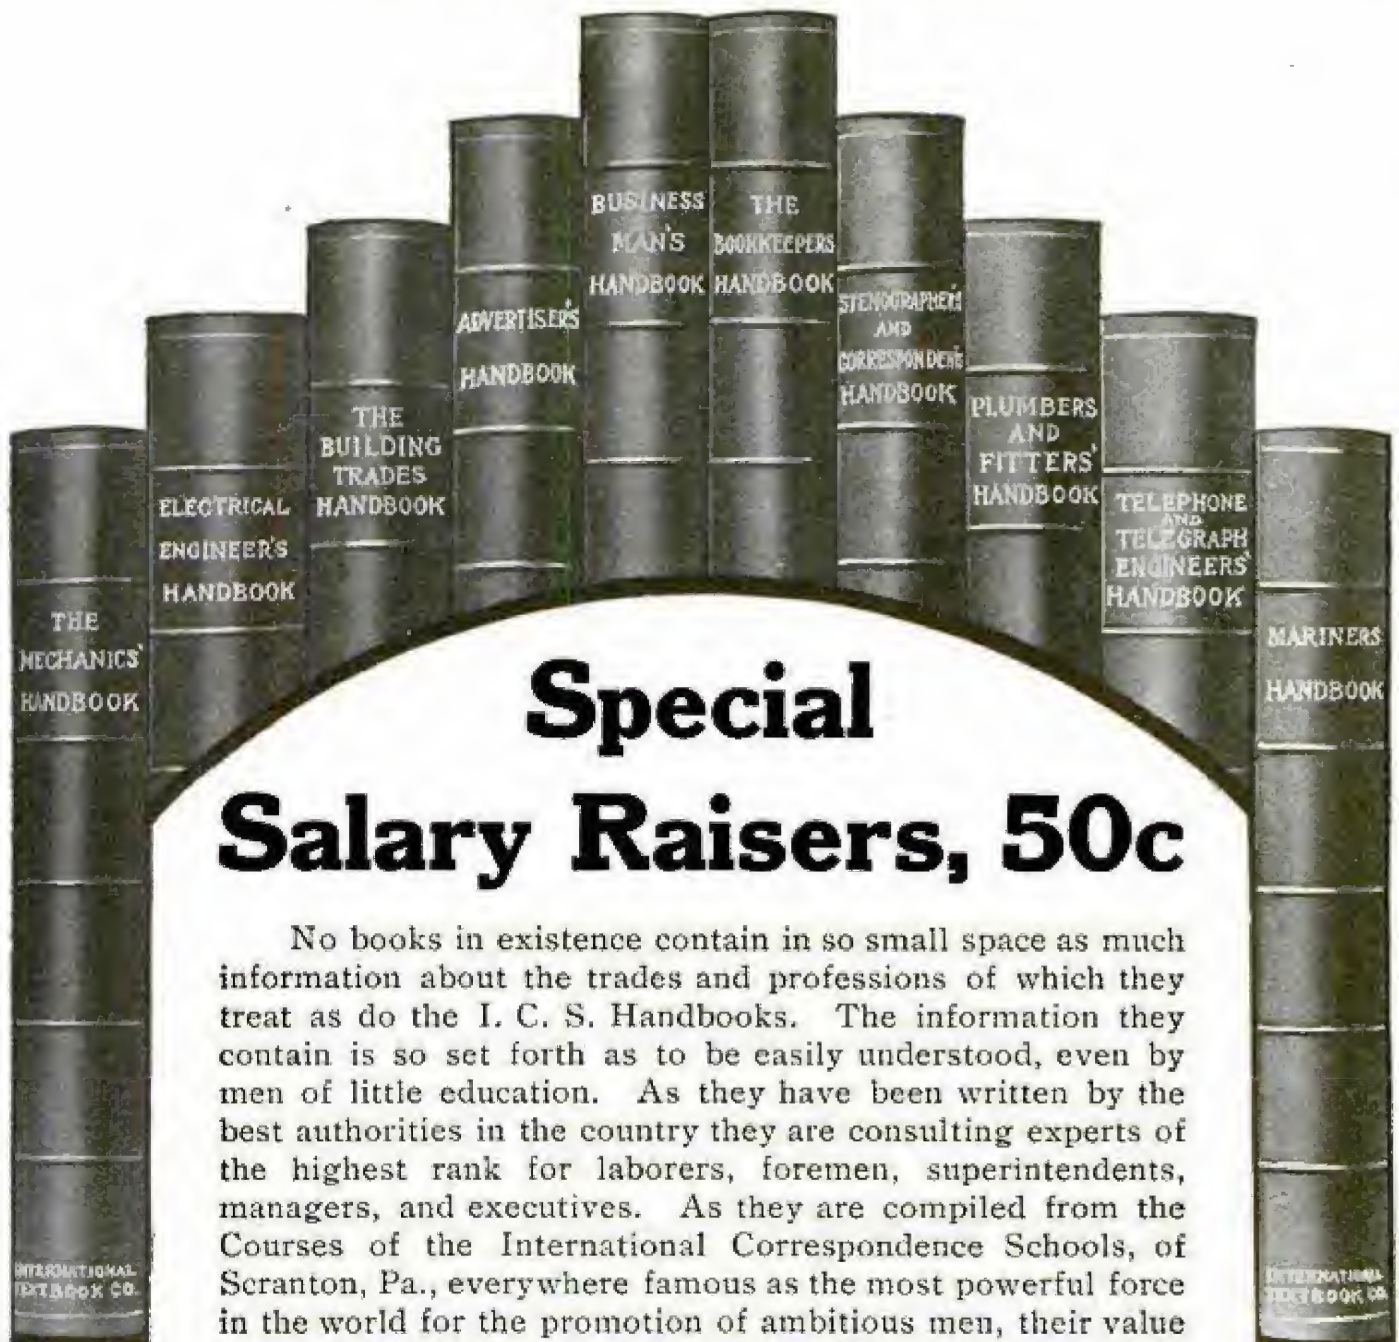 BUSINESS
MAN'S
HANDBOOK
THE
BOOKKEEPERS
HANDBOOK
ADVERTISER'S
HANDBOOK
STENOGRAPHER'S
AND
CORRESPONDENT'S
HANDBOOK
THE
BUILDING
TRADES
HANDBOOK
PLUMBERS
AND
FITTERS'
HANDBOOK
ELECTRICAL
ENGINEER'S
HANDBOOK
TELEPHONE
AND
TELEGRAPH
ENGINEERS'
HANDBOOK
THE
MECHANICS'
HANDBOOK
MARINERS
HANDBOOK
Special
Salary Raisers, 50c
No books in existence contain in so small space as much
information about the trades and professions of which they
treat as do the I. C. S. Handbooks. The information they
contain is so set forth as to be easily understood, even by
men of little education. As they have been written by the
best authorities in the country they are consulting experts of
the highest rank for laborers, foremen, superintendents,
managers, and executives. As they are compiled from the
Courses of the International Correspondence Schools, of
Scranton, Pa., everywhere famous as the most powerful force
in the world for the promotion of ambitious men, their value
INTERNATIONAL
TEXTBOOK CO.
INTERNATIONAL
TEXTBOOK CO.